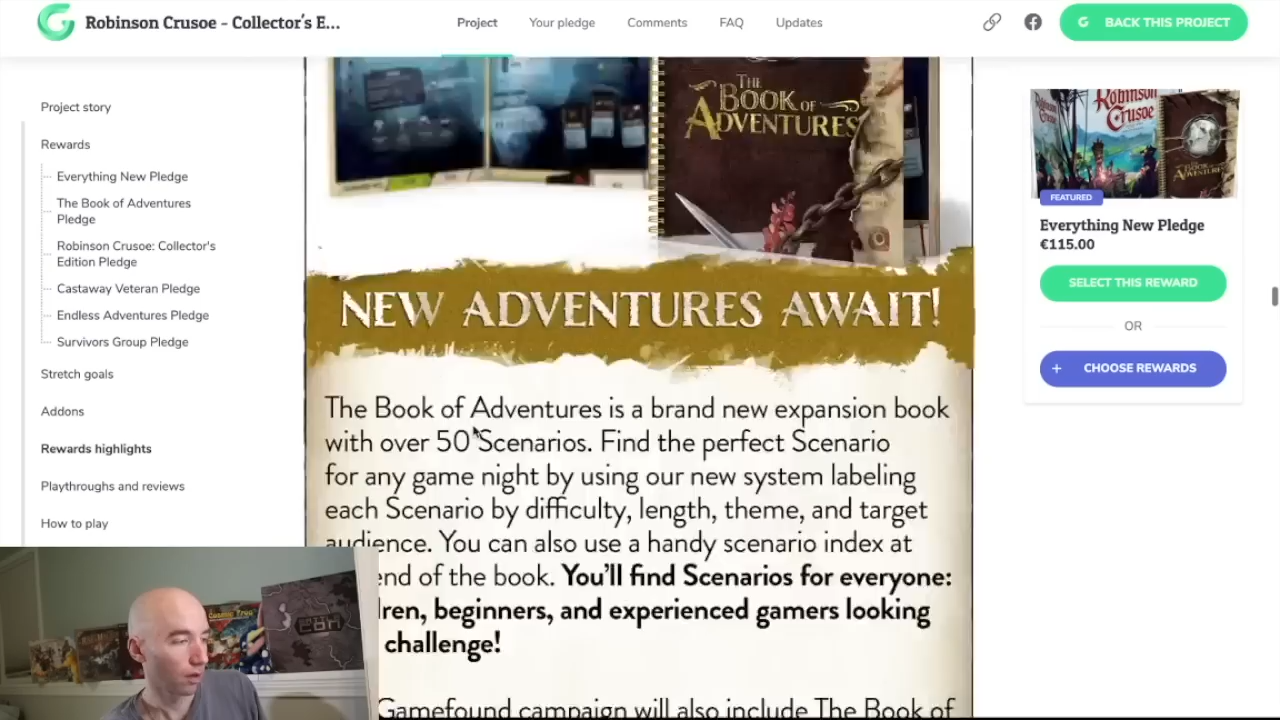 Robinson Crusoe - Collector's E...
Project
Your pledge
Comments
FAQ
Updates
BACK THIS PROJECT
Project story
Rewards
Everything New Pledge
The Book of Adventures
Pledge
Robinson Crusoe: Collector's
Edition Pledge
Castaway Veteran Pledge
Endless Adventures Pledge
Survivors Group Pledge
Stretch goals
Addons
Rewards highlights
Playthroughs and reviews
How to play
THE
BOOK OF
ADVENTURES
NEW ADVENTURES AWAIT!
The Book of Adventures is a brand new expansion book
with over 50 Scenarios. Find the perfect Scenario
for any game night by using our new system labeling
each Scenario by difficulty, length, theme, and target
audience. You can also use a handy scenario index at
end of the book. You'll find Scenarios for everyone:
ren, beginners, and experienced gamers looking
challenge!
Gamefound campaign will also include The Book of
Robinson
Crusoe
THE
BOOK OF
ADVENTURES
FEATURED
Everything New Pledge
€115.00
SELECT THIS REWARD
OR
+ CHOOSE REWARDS